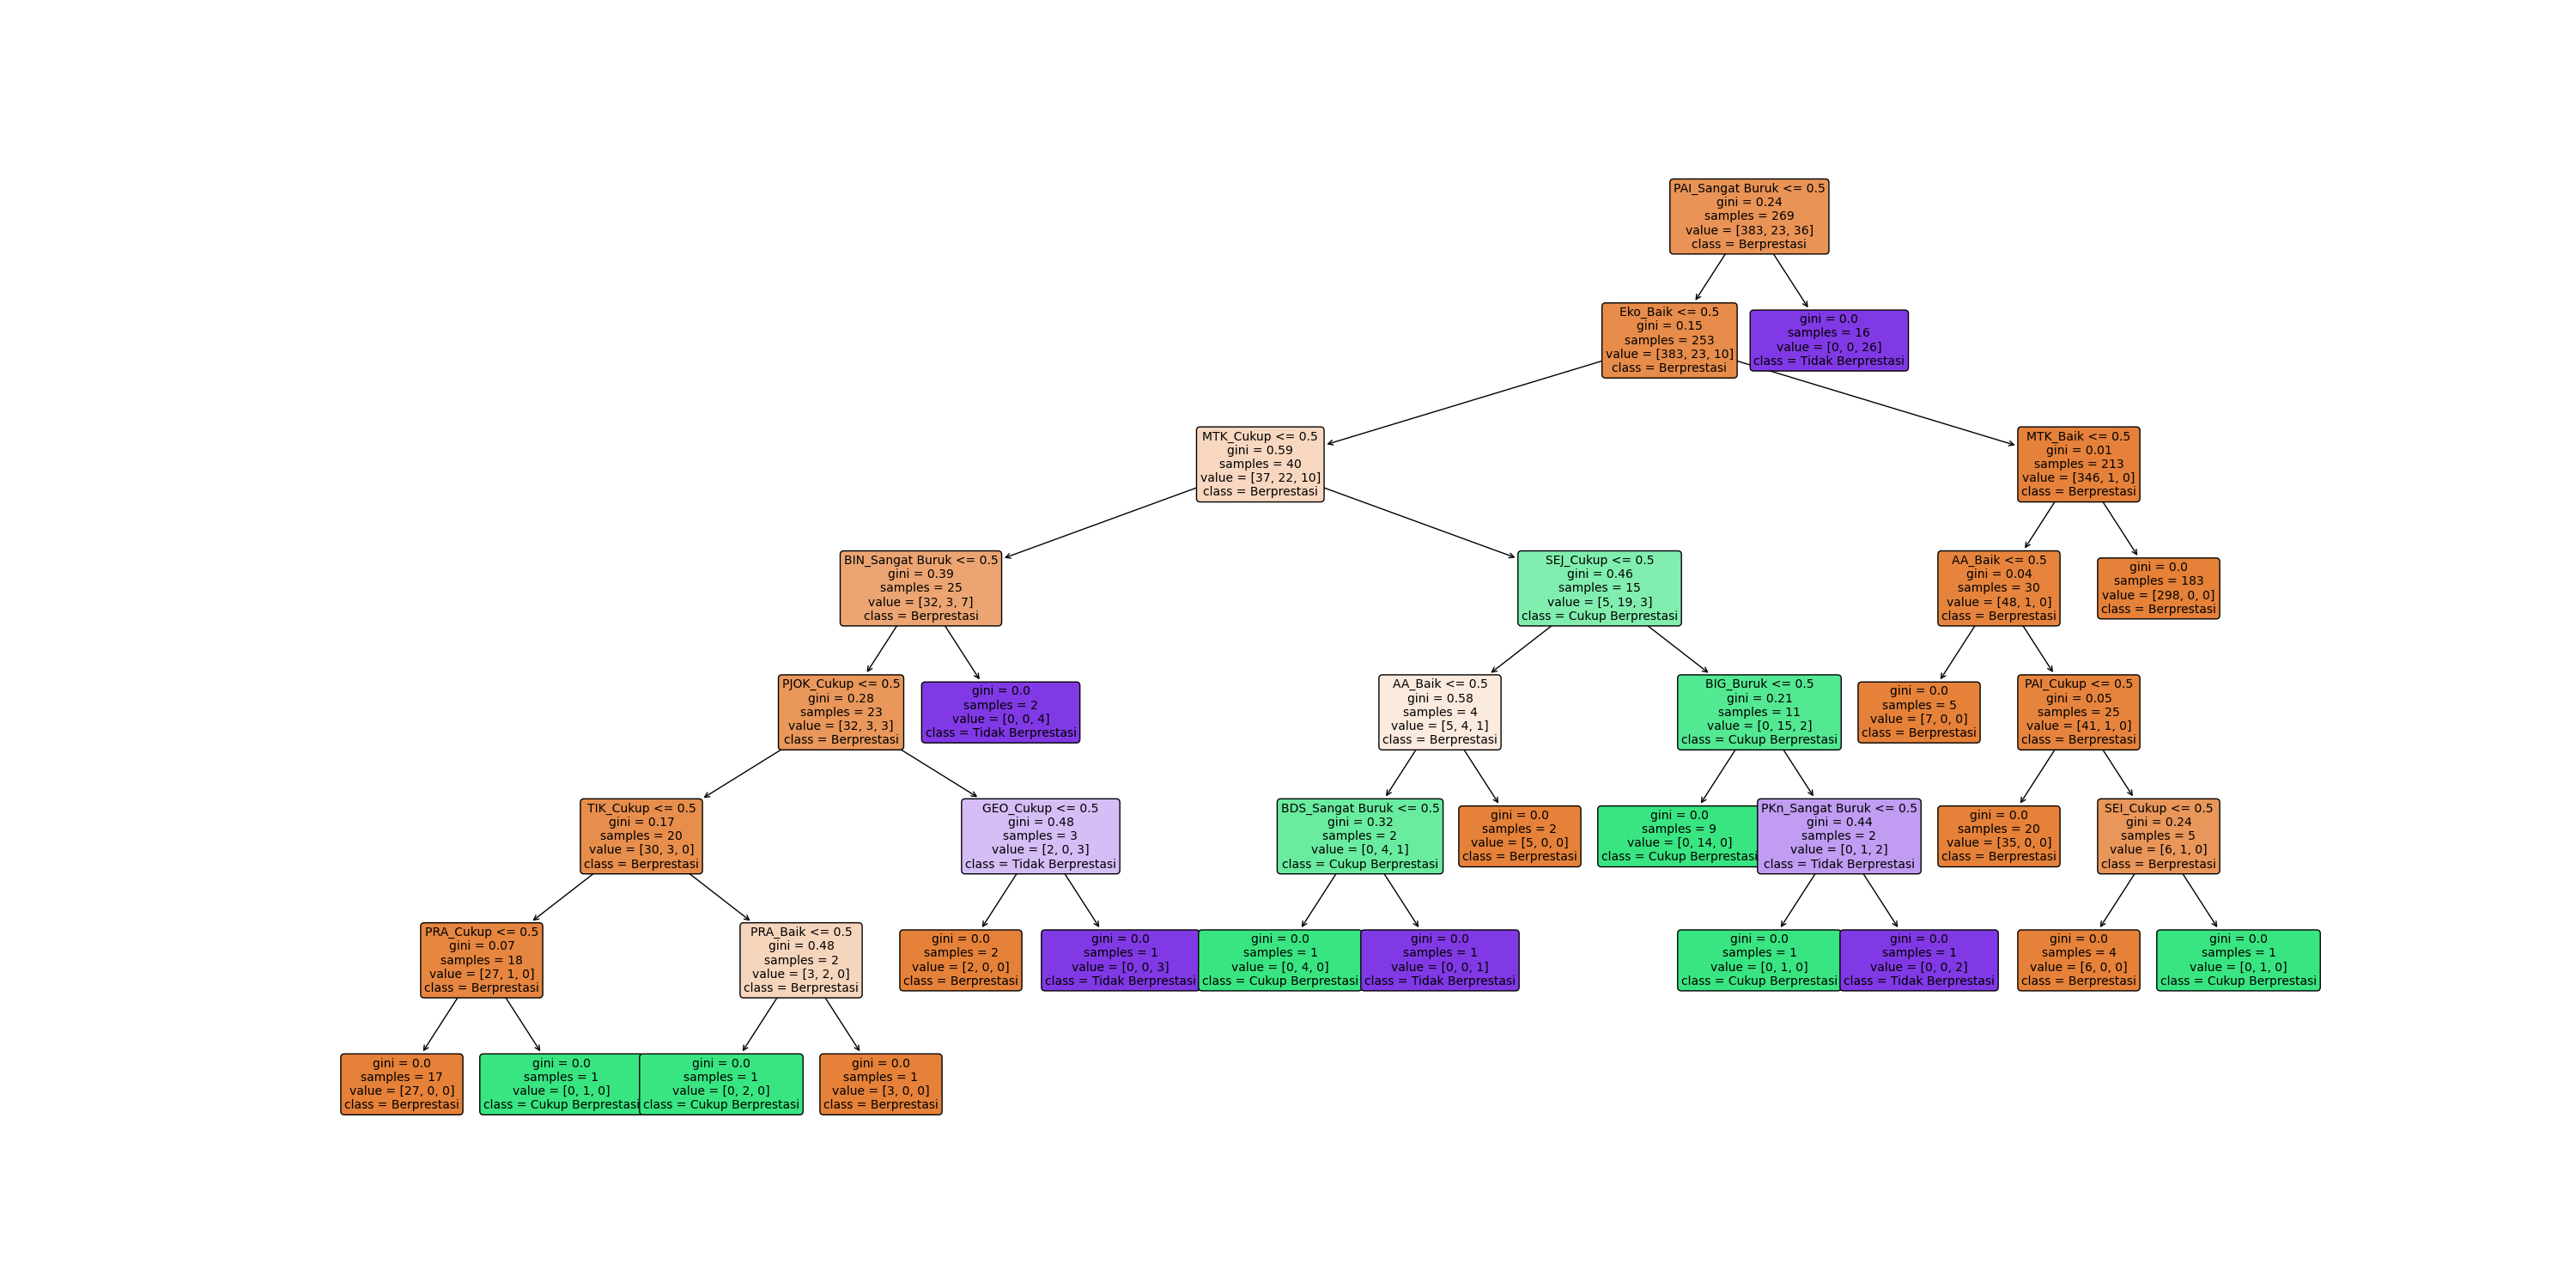 PAI_Sangat Buruk <= 0.5
gini = 0.24
samples = 269
value = [383, 23, 36]
class = Berprestasi
Eko_Baik <= 0.5
gini = 0.15
samples = 253
value = [383, 23, 10]
class = Berprestasi
gini = 0.0
samples = 16
value = [0, 0, 26]
class = Tidak Berprestasi
MTK_Cukup <= 0.5
gini = 0.59
samples = 40
value = [37, 22, 10]
class = Berprestasi
MTK_Baik <= 0.5
gini = 0.01
samples = 213
value = [346, 1, 0]
class = Berprestasi
BIN_Sangat Buruk <= 0.5
gini = 0.39
samples = 25
value = [32, 3, 7]
class = Berprestasi
SEJ_Cukup <= 0.5
gini = 0.46
samples = 15
value = [5, 19, 3]
class = Cukup Berprestasi
AA_Baik <= 0.5
gini = 0.04
samples = 30
value = [48, 1, 0]
class = Berprestasi
gini = 0.0
samples = 183
value = [298, 0, 0]
class = Berprestasi
PJOK_Cukup <= 0.5
gini = 0.28
samples = 23
value = [32, 3, 3]
class = Berprestasi
gini = 0.0
samples = 2
value = [0, 0, 4]
class = Tidak Berprestasi
AA_Baik <= 0.5
gini = 0.58
samples = 4
value = [5, 4, 1]
class = Berprestasi
BIG_Buruk <= 0.5
gini = 0.21
samples = 11
value = [0, 15, 2]
class = Cukup Berprestasi
gini = 0.0
samples = 5
value = [7, 0, 0]
class = Berprestasi
PAI_Cukup <= 0.5
gini = 0.05
samples = 25
value = [41, 1, 0]
class = Berprestasi
TIK_Cukup <= 0.5
gini = 0.17
samples = 20
value = [30, 3, 0]
class = Berprestasi
GEO_Cukup <= 0.5
gini = 0.48
samples = 3
value = [2, 0, 3]
class = Tidak Berprestasi
BDS_Sangat Buruk <= 0.5
gini = 0.32
samples = 2
value = [0, 4, 1]
class = Cukup Berprestasi
gini = 0.0
samples = 2
value = [5, 0, 0]
class = Berprestasi
gini = 0.0
samples = 9
value = [0, 14, 0]
class = Cukup Berprestasi
PKn_Sangat Buruk <= 0.5
gini = 0.44
samples = 2
value = [0, 1, 2]
class = Tidak Berprestasi
gini = 0.0
samples = 20
value = [35, 0, 0]
class = Berprestasi
SEI_Cukup <= 0.5
gini = 0.24
samples = 5
value = [6, 1, 0]
class = Berprestasi
PRA_Cukup <= 0.5
gini = 0.07
samples = 18
value = [27, 1, 0]
class = Berprestasi
PRA_Baik <= 0.5
gini = 0.48
samples = 2
value = [3, 2, 0]
class = Berprestasi
gini = 0.0
samples = 2
value = [2, 0, 0]
class = Berprestasi
gini = 0.0
samples = 1
value = [0, 0, 3]
class = Tidak Berprestasi
gini = 0.0
samples = 1
value = [0, 4, 0]
class = Cukup Berprestasi
gini = 0.0
samples = 1
value = [0, 0, 1]
class = Tidak Berprestasi
gini = 0.0
samples = 1
value = [0, 1, 0]
class = Cukup Berprestasi
gini = 0.0
samples = 1
value = [0, 0, 2]
class = Tidak Berprestasi
gini = 0.0
samples = 4
value = [6, 0, 0]
class = Berprestasi
gini = 0.0
samples = 1
value = [0, 1, 0]
class = Cukup Berprestasi
gini = 0.0
samples = 17
value = [27, 0, 0]
class = Berprestasi
gini = 0.0
samples = 1
value = [0, 1, 0]
class = Cukup Berprestasi
gini = 0.0
samples = 1
value = [0, 2, 0]
class = Cukup Berprestasi
gini = 0.0
samples = 1
value = [3, 0, 0]
class = Berprestasi